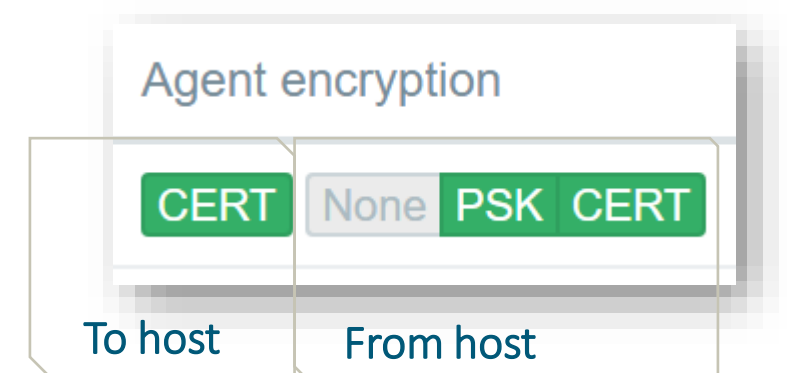 Agent encryption
CERT None PSK CERT
To host From host